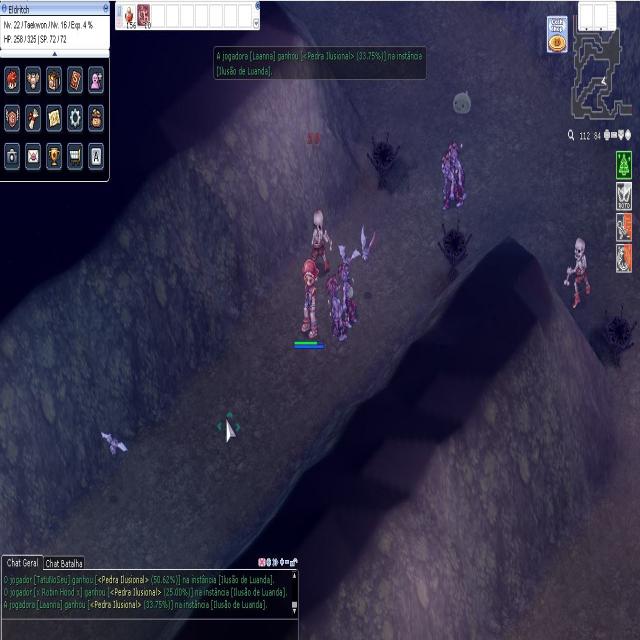 Eldritch
Nv. 22 / Taekwon / Nv. 16 / Exp. 4 %
HP. 258 / 325 | SP. 72 / 72
156
10
A jogadora [Laanna] ganhou [<Pedra Ilusional> (33.75%)] na instância
[Ilusão de Luanda].
112 84
Chat Geral
Chat Batalha
O jogador [TatuNoSeu] ganhou [<Pedra Ilusional> (50.62%)] na instância [Ilusão de Luanda].
O jogador [x Robin Hood x] ganhou [<Pedra Ilusional> (25.00%)] na instância [Ilusão de Luanda].
A jogadora [Laanna] ganhou [<Pedra Ilusional> (33.75%)] na instância [Ilusão de Luanda].